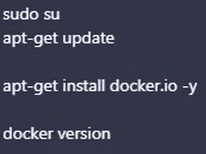 sudo su
apt-get update
apt-get install docker.io -y
docker version